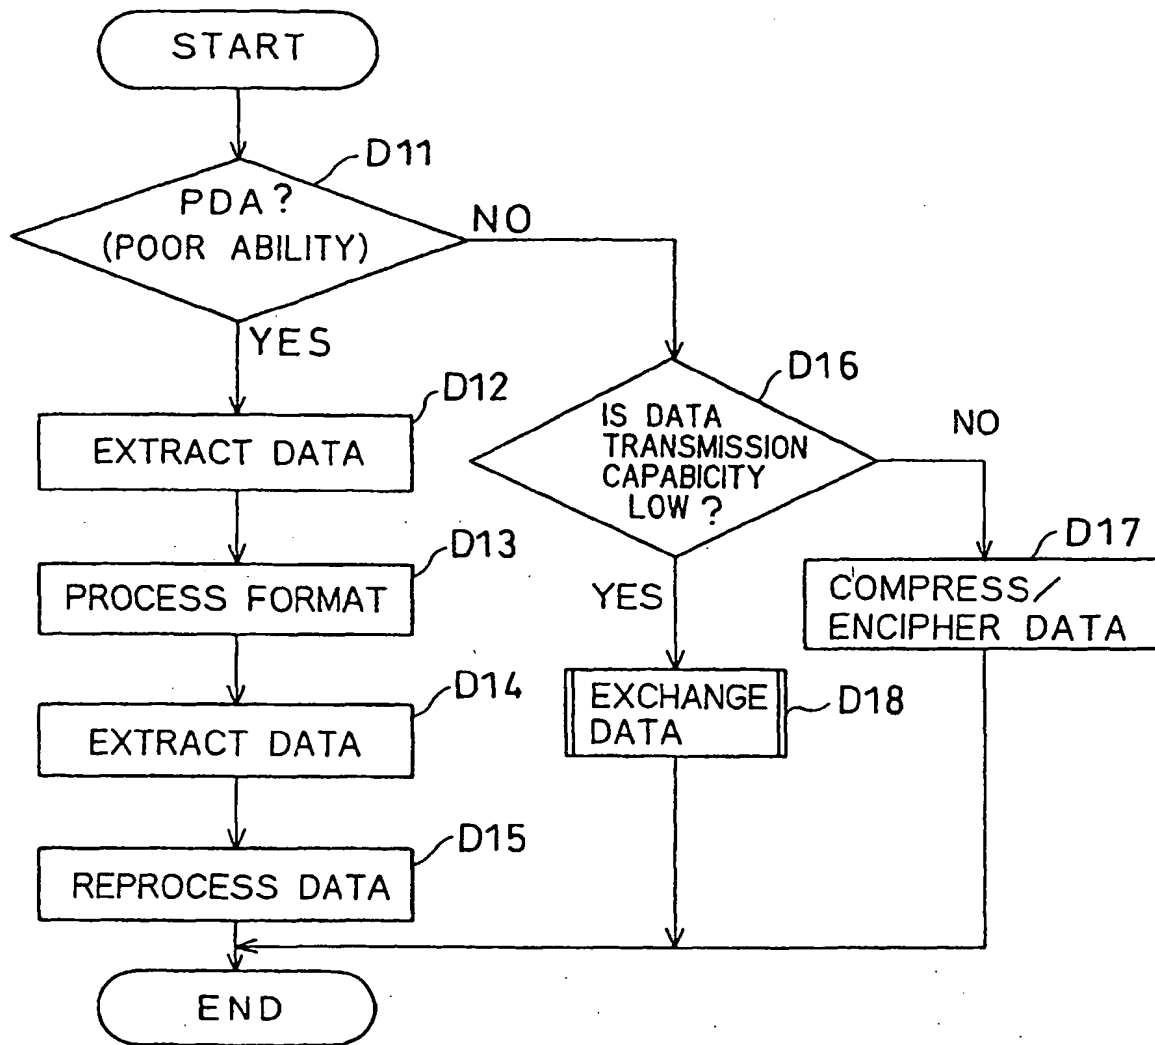 START
D11
PDA?
(POOR ABILITY)
NO
YES
D12
EXTRACT DATA
D16
IS DATA
TRANSMISSION
CAPABICITY
LOW?
NO
D13
PROCESS FORMAT
YES
D17
COMPRESS/
ENCIPHER DATA
D14
EXTRACT DATA
EXCHANGE
DATA
D18
D15
REPROCESS DATA
END